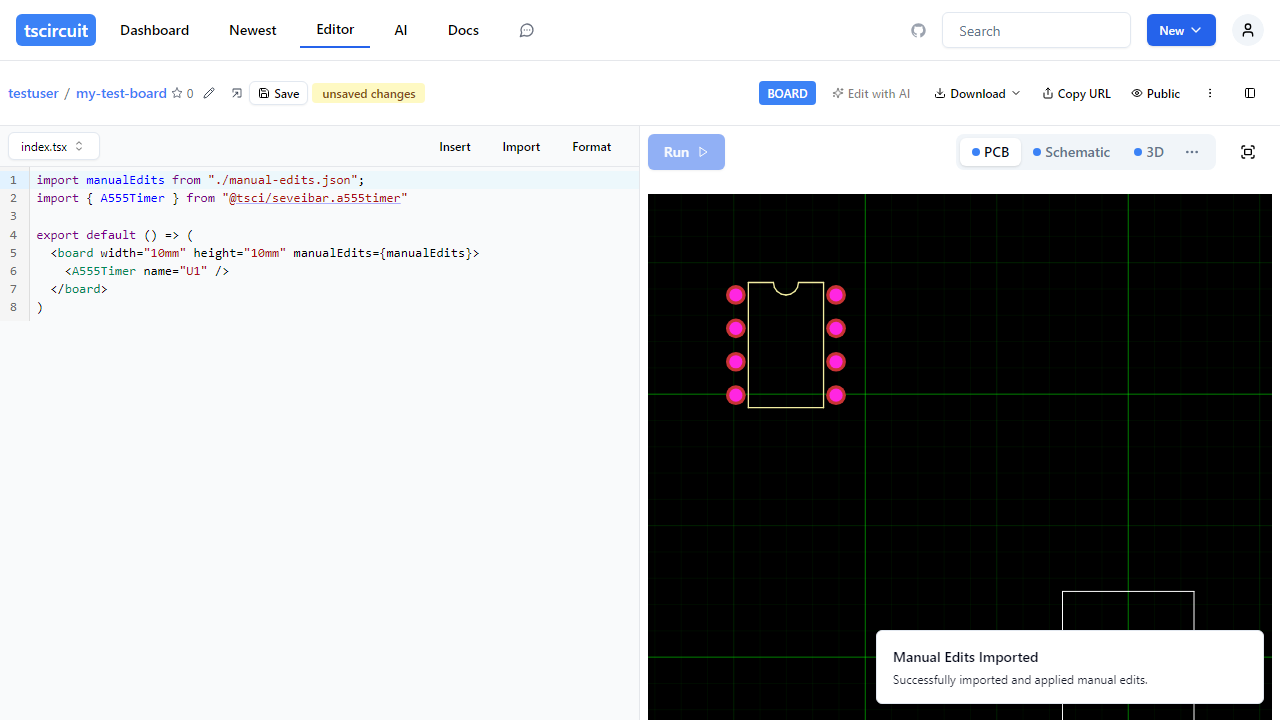 tscircuit Dashboard Newest Editor AI Docs Search New
testuser / my-test-board 0 Save unsaved changes BOARD Edit with AI Download Copy URL Public
index.tsx Insert Import Format Run PCB Schematic 3D
1 import manualEdits from "./manual-edits.json";
2 import { A555Timer } from "@tsci/seveibar.a555timer"
3
4 export default () => (
5 <board width="10mm" height="10mm" manualEdits={manualEdits}>
6 <A555Timer name="U1" />
7 </board>
8 )
Manual Edits Imported
Successfully imported and applied manual edits.